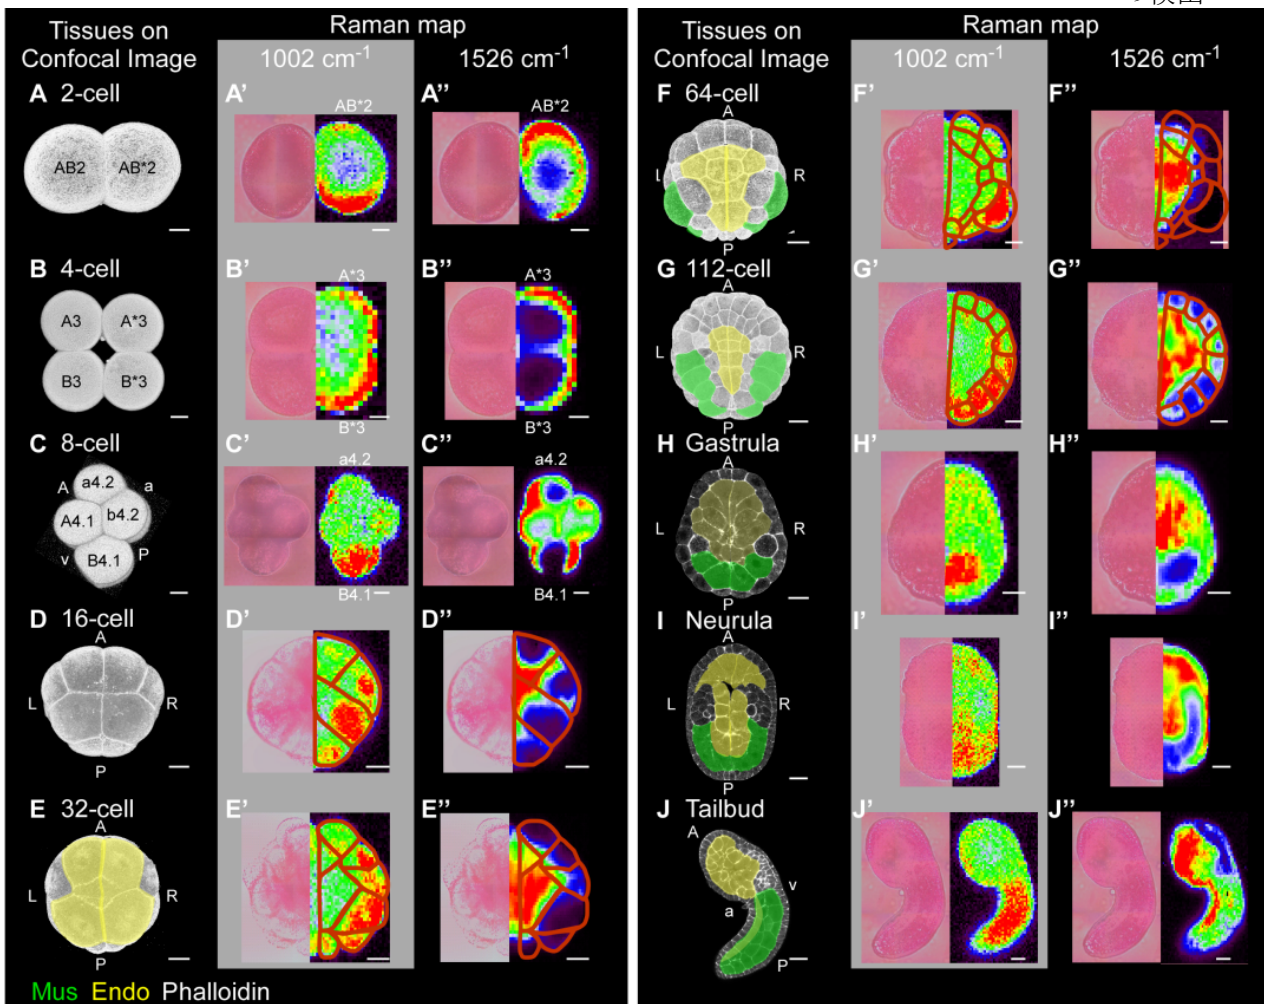 Tissues on
Confocal Image
Raman map
1002 cm-1
1526 cm-1
A 2-cell
AB2
AB*2
A'
AB*2
A''
AB*2
B 4-cell
A3
A*3
B3
B*3
B'
A*3
B*3
B''
A*3
B*3
C 8-cell
A
a4.2
a
A4.1
b4.2
v
B4.1
P
C'
a4.2
B4.1
C''
a4.2
B4.1
D 16-cell
A
L
R
P
D'
D''
E 32-cell
A
L
R
P
E'
E''
Mus Endo Phalloidin
Tissues on
Confocal Image
Raman map
1002 cm-1
1526 cm-1
F 64-cell
A
L
R
P
F'
F''
G 112-cell
A
L
R
P
G'
G''
H Gastrula
A
L
R
P
H'
H''
I Neurula
A
L
R
P
I'
I''
J Tailbud
A
v
a
P
J'
J''